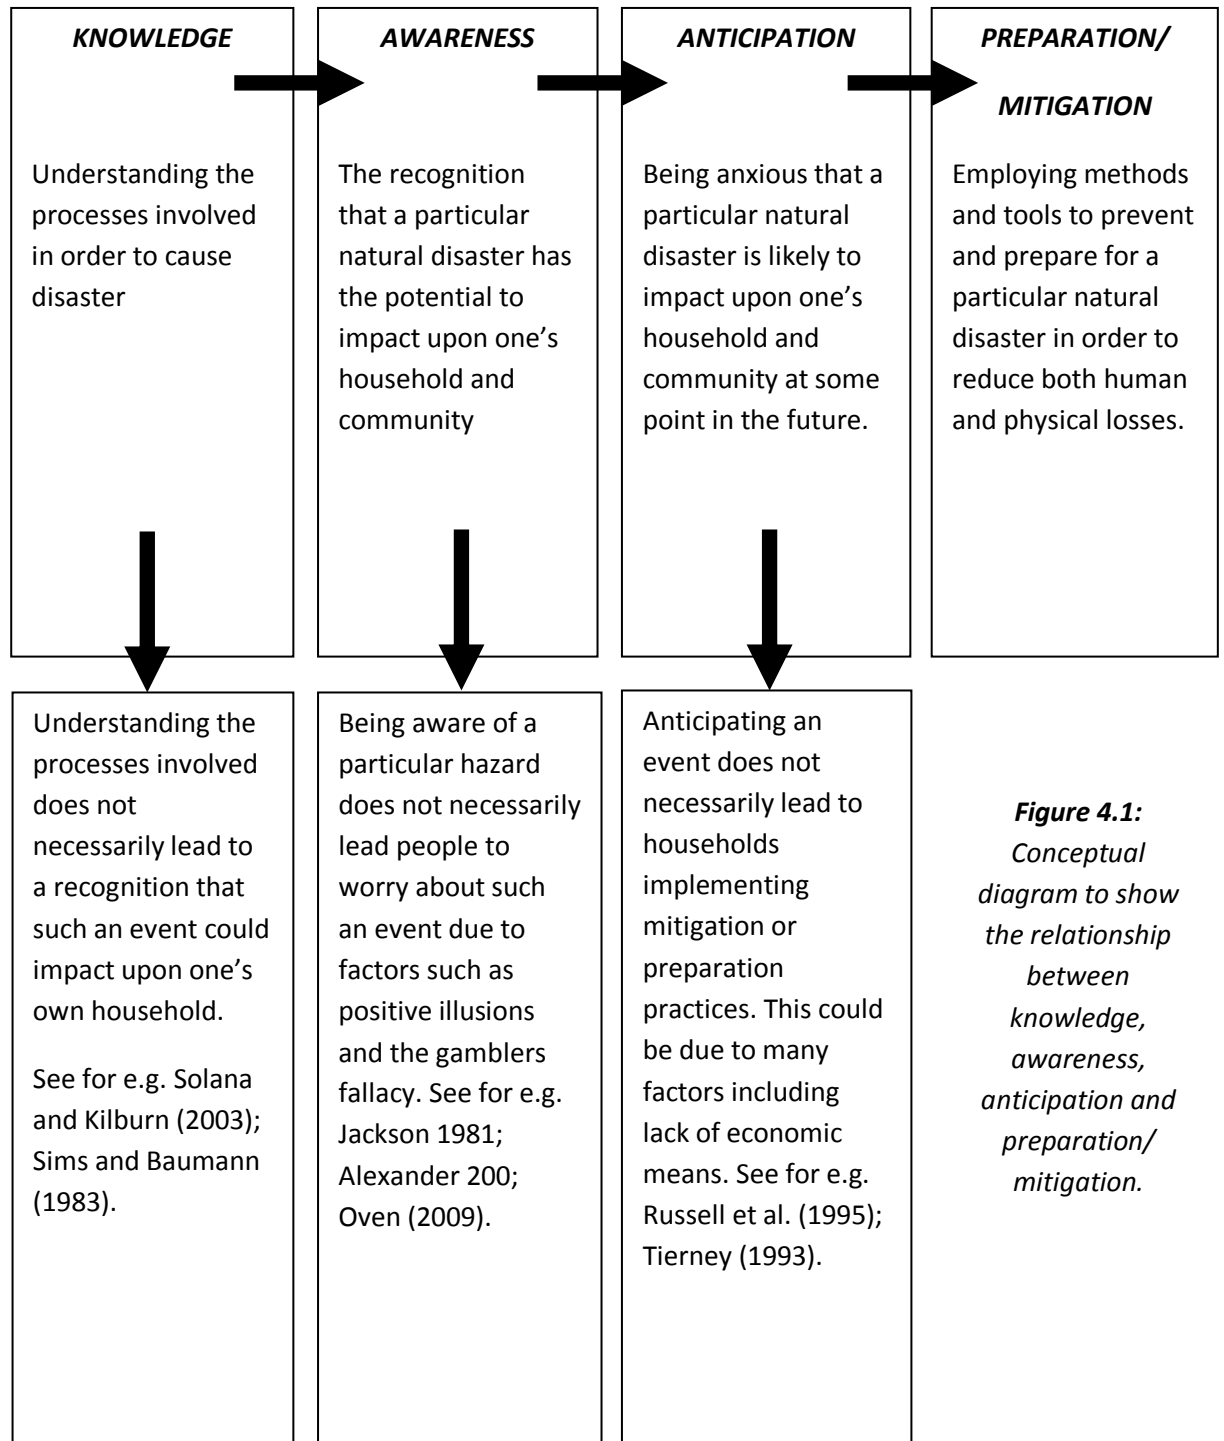 KNOWLEDGE
Understanding the
processes involved
in order to cause
disaster
AWARENESS
The recognition
that a particular
natural disaster has
the potential to
impact upon one’s
household and
community
ANTICIPATION
Being anxious that a
particular natural
disaster is likely to
impact upon one’s
household and
community at some
point in the future.
PREPARATION/
MITIGATION
Employing methods
and tools to prevent
and prepare for a
particular natural
disaster in order to
reduce both human
and physical losses.
Understanding the
processes involved
does not
necessarily lead to
a recognition that
such an event could
impact upon one’s
own household.
See for e.g. Solana
and Kilburn (2003);
Sims and Baumann
(1983).
Being aware of a
particular hazard
does not necessarily
lead people to
worry about such
an event due to
factors such as
positive illusions
and the gamblers
fallacy. See for e.g.
Jackson 1981;
Alexander 200;
Oven (2009).
Anticipating an
event does not
necessarily lead to
households
implementing
mitigation or
preparation
practices. This could
be due to many
factors including
lack of economic
means. See for e.g.
Russell et al. (1995);
Tierney (1993).
Figure 4.1:
Conceptual
diagram to show
the relationship
between
knowledge,
awareness,
anticipation and
preparation/
mitigation.